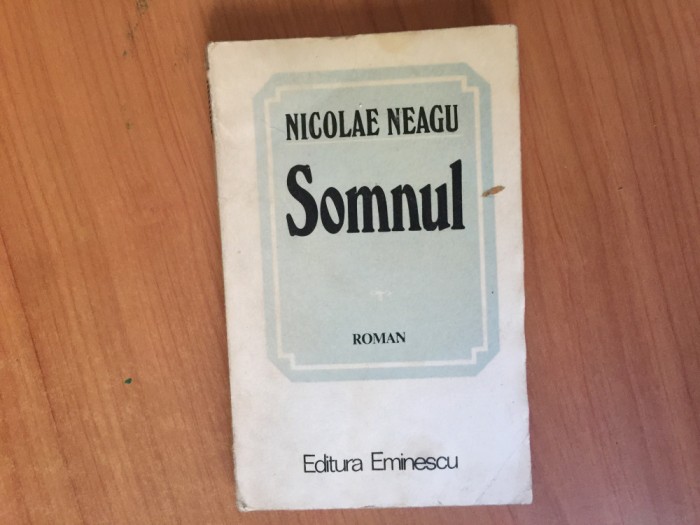 NICOLAE NEAGU
Somnul
ROMAN
Editura Eminescu